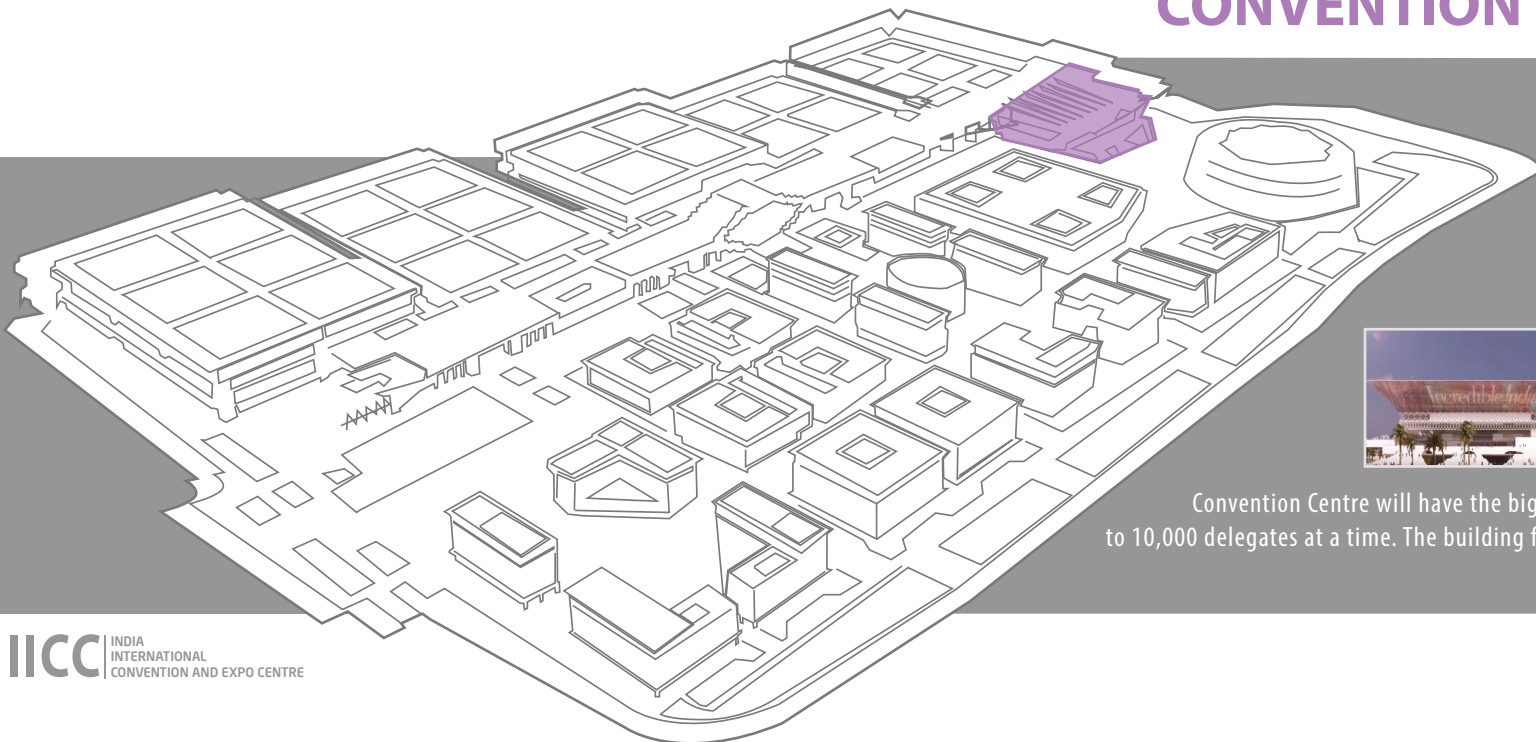 CONVENTION
Convention Centre will have the big
to 10,000 delegates at a time. The building f
IICC
INDIA
INTERNATIONAL
CONVENTION AND EXPO CENTRE